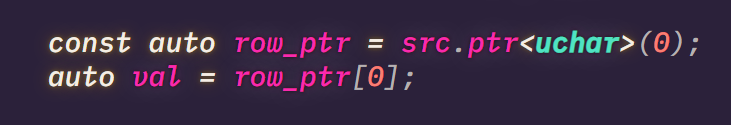 const auto row_ptr = src.ptr<uchar>(0);
auto val = row_ptr[0];